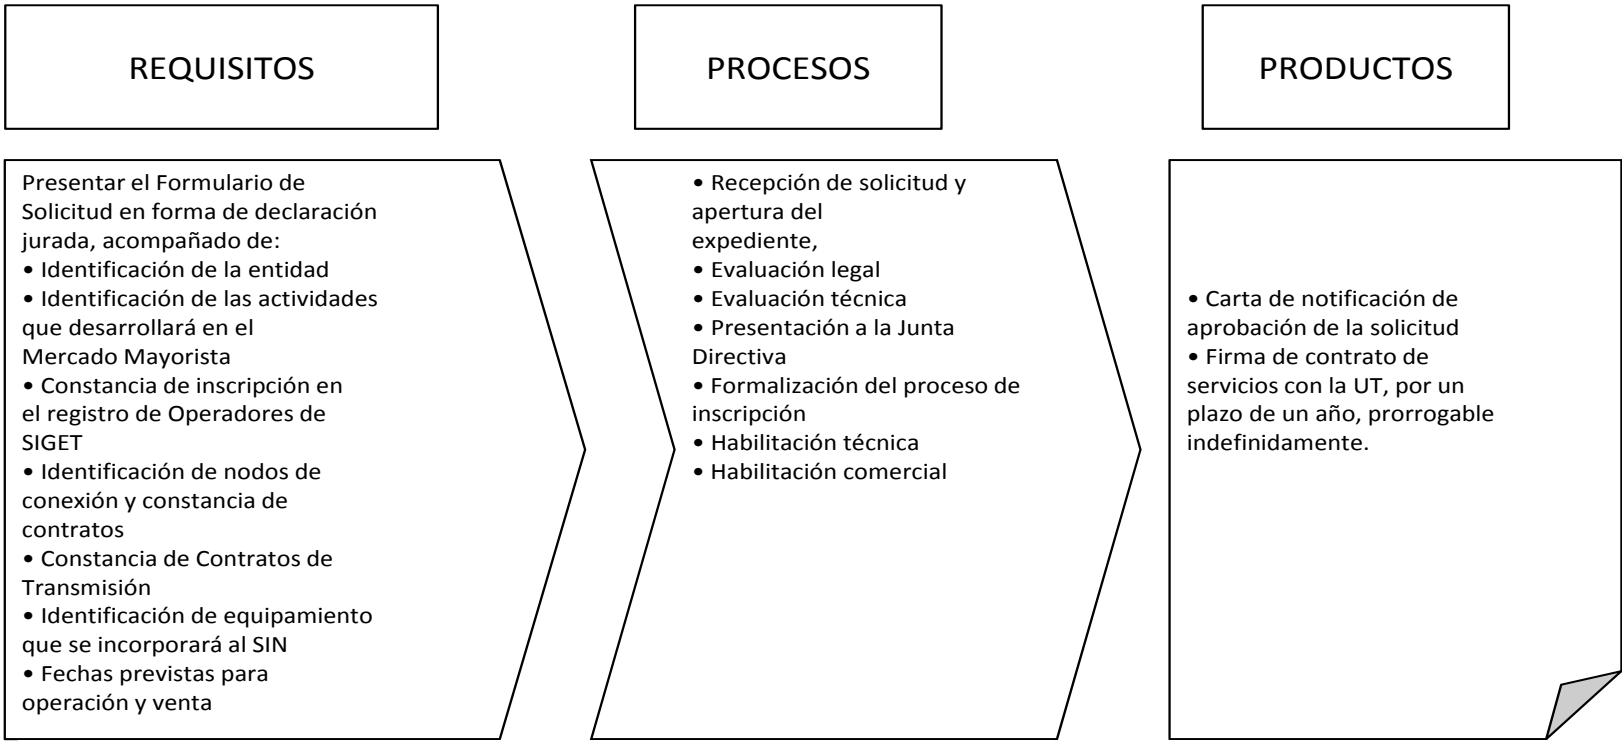 REQUISITOS
PROCESOS
PRODUCTOS
Presentar el Formulario de
Solicitud en forma de declaración
jurada, acompañado de:
• Identificación de la entidad
• Identificación de las actividades
que desarrollará en el
Mercado Mayorista
• Constancia de inscripción en
el registro de Operadores de
SIGET
• Identificación de nodos de
conexión y constancia de
contratos
• Constancia de Contratos de
Transmisión
• Identificación de equipamiento
que se incorporará al SIN
• Fechas previstas para
operación y venta
• Recepción de solicitud y
apertura del
expediente,
• Evaluación legal
• Evaluación técnica
• Presentación a la Junta
Directiva
• Formalización del proceso de
inscripción
• Habilitación técnica
• Habilitación comercial
• Carta de notificación de
aprobación de la solicitud
• Firma de contrato de
servicios con la UT, por un
plazo de un año, prorrogable
indefinidamente.